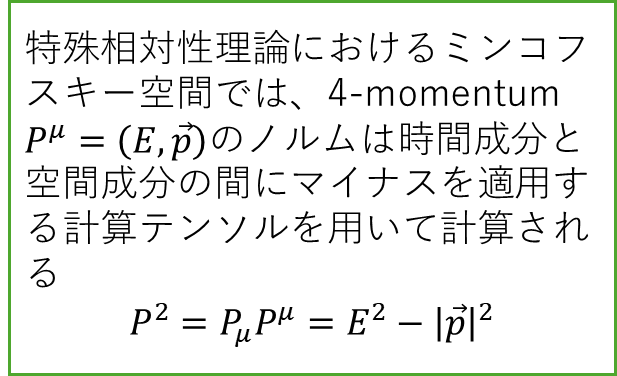 特殊相対性理論におけるミンコフ
スキー空間では、4-momentum
𝑃^𝜇 = (𝐸, 𝑝⃗)のノルムは時間成分と
空間成分の間にマイナスを適用す
る計算テンソルを用いて計算され
る
𝑃^2 = 𝑃_𝜇𝑃^𝜇 = 𝐸^2 − |𝑝⃗|^2